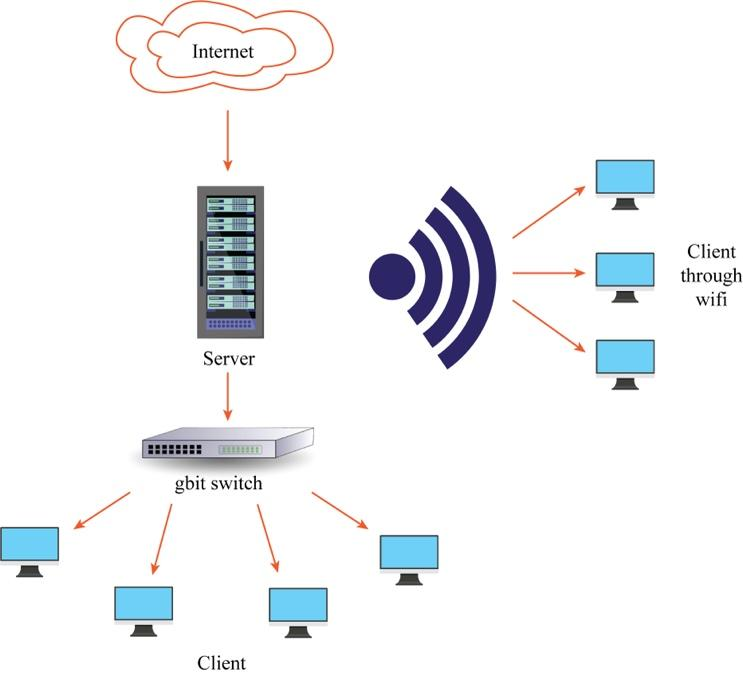 Internet
Server
Client
through
wifi
gbit switch
Client